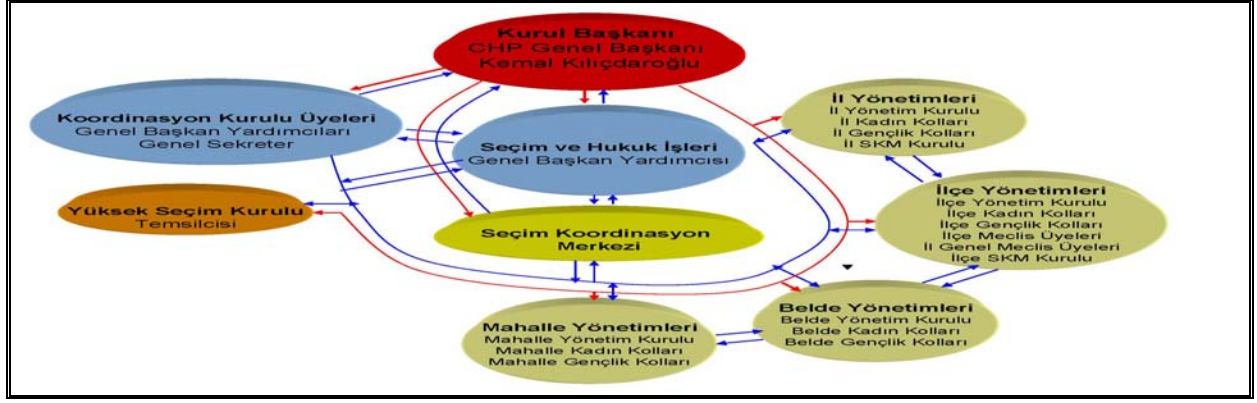 Kurul Başkanı
CHP Genel Başkanı
Kemal Kılıçdaroğlu
Koordinasyon Kurulu Üyeleri
Genel Başkan Yardımcıları
Genel Sekreter
Seçim ve Hukuk İşleri
Genel Başkan Yardımcısı
Yüksek Seçim Kurulu
Temsilcisi
Seçim Koordinasyon
Merkezi
İl Yönetimleri
İl Yönetim Kurulu
İl Kadın Kolları
İl Gençlik Kolları
İl SKM Kurulu
İlçe Yönetimleri
İlçe Yönetim Kurulu
İlçe Kadın Kolları
İlçe Gençlik Kolları
İlçe Meclis Üyeleri
İl Genel Meclis Üyeleri
İlçe SKM Kurulu
Belde Yönetimleri
Belde Yönetim Kurulu
Belde Kadın Kolları
Belde Gençlik Kolları
Mahalle Yönetimleri
Mahalle Yönetim Kurulu
Mahalle Kadın Kolları
Mahalle Gençlik Kolları